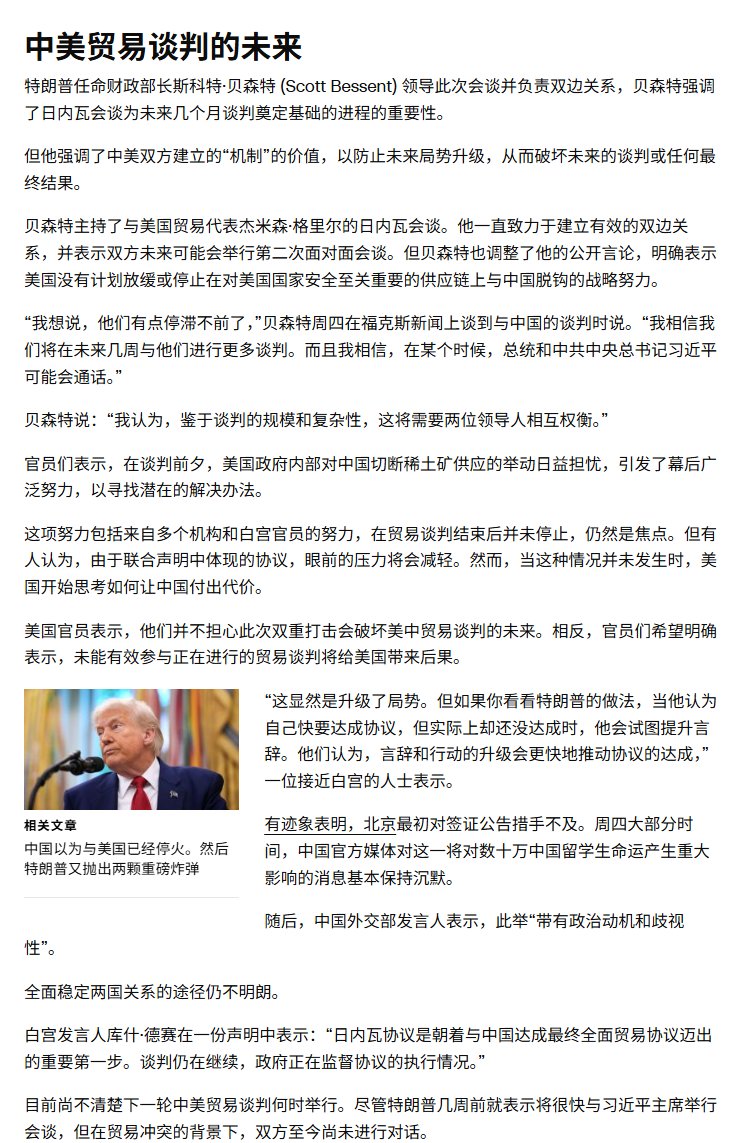 中美贸易谈判的未来
特朗普任命财政部长斯科特·贝森特 (Scott Bessent) 领导此次会谈并负责双边关系，贝森特强调
了日内瓦会谈为未来几个月谈判奠定基础的进程的重要性。
但他强调了中美双方建立的“机制”的价值，以防止未来局势升级，从而破坏未来的谈判或任何最
终结果。
贝森特主持了与美国贸易代表杰米森·格里尔的日内瓦会谈。他一直致力于建立有效的双边关
系，并表示双方未来可能会举行第二次面对面会谈。但贝森特也调整了他的公开言论，明确表示
美国没有计划放缓或停止在对美国国家安全至关重要的供应链上与中国脱钩的战略努力。
“我想说，他们有点停滞不前了，”贝森特周四在福克斯新闻上谈到与中国的谈判时说。“我相信我
们将在未来几周与他们进行更多谈判。而且我相信，在某个时候，总统和中共中央总书记习近平
可能会通话。”
贝森特说：“我认为，鉴于谈判的规模和复杂性，这将需要两位领导人相互权衡。”
官员们表示，在谈判前夕，美国政府内部对中国切断稀土矿供应的举动日益担忧，引发了幕后广
泛努力，以寻找潜在的解决办法。
这项努力包括来自多个机构和白宫官员的努力，在贸易谈判结束后并未停止，仍然是焦点。但有
人认为，由于联合声明中体现的协议，眼前的压力将会减轻。然而，当这种情况并未发生时，美
国开始思考如何让中国付出代价。
美国官员表示，他们并不担心此次双重打击会破坏美中贸易谈判的未来。相反，官员们希望明确
表示，未能有效参与正在进行的贸易谈判将给美国带来后果。
“这显然是升级了局势。但如果你看看特朗普的做法，当他认为
自己快要达成协议，但实际上却还没达成时，他会试图提升言
辞。他们认为，言辞和行动的升级会更快地推动协议的达成，”
一位接近白宫的人士表示。
相关文章
中国以为与美国已经停火。然后
特朗普又抛出两颗重磅炸弹
有迹象表明，北京最初对签证公告措手不及。周四大部分时
间，中国官方媒体对这一将对数十万中国留学生命运产生重大
影响的消息基本保持沉默。
随后，中国外交部发言人表示，此举“带有政治动机和歧视
性”。
全面稳定两国关系的途径仍不明朗。
白宫发言人库什·德赛在一份声明中表示：“日内瓦协议是朝着与中国达成最终全面贸易协议迈出
的重要第一步。谈判仍在继续，政府正在监督协议的执行情况。”
目前尚不清楚下一轮中美贸易谈判何时举行。尽管特朗普几周前就表示将很快与习近平主席举行
会谈，但在贸易冲突的背景下，双方至今尚未进行对话。